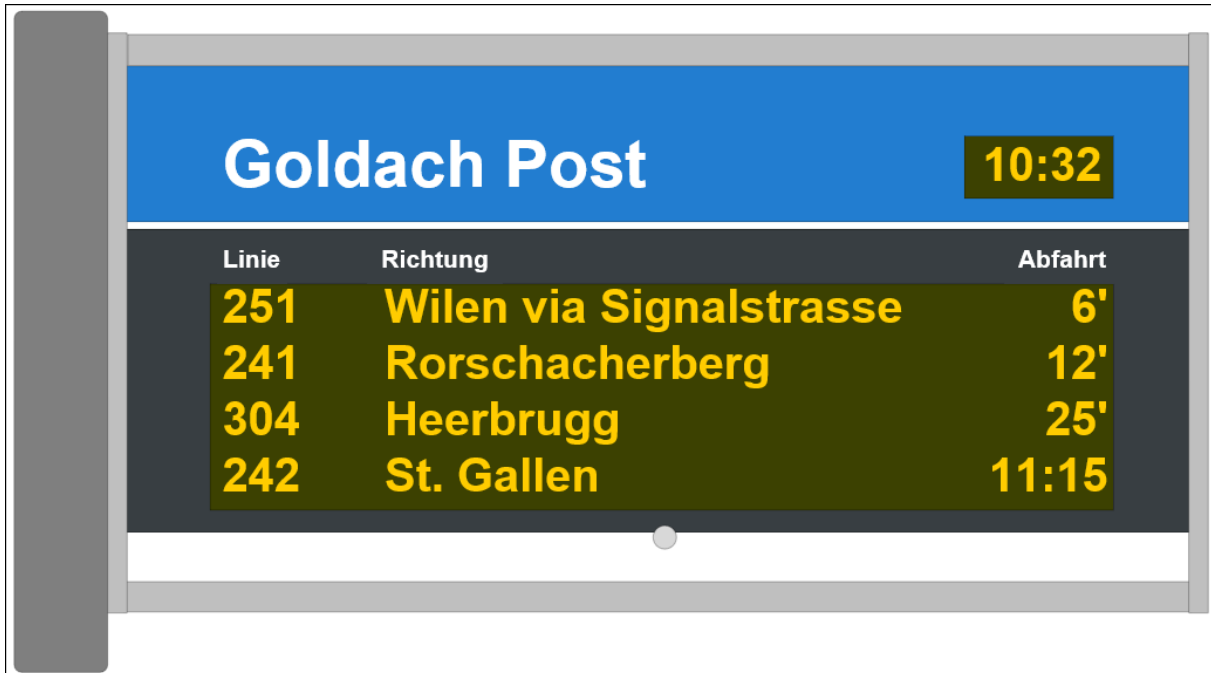 Goldach Post 10:32
Linie Richtung Abfahrt
251 Wilen via Signalstrasse 6'
241 Rorschacherberg 12'
304 Heerbrugg 25'
242 St. Gallen 11:15